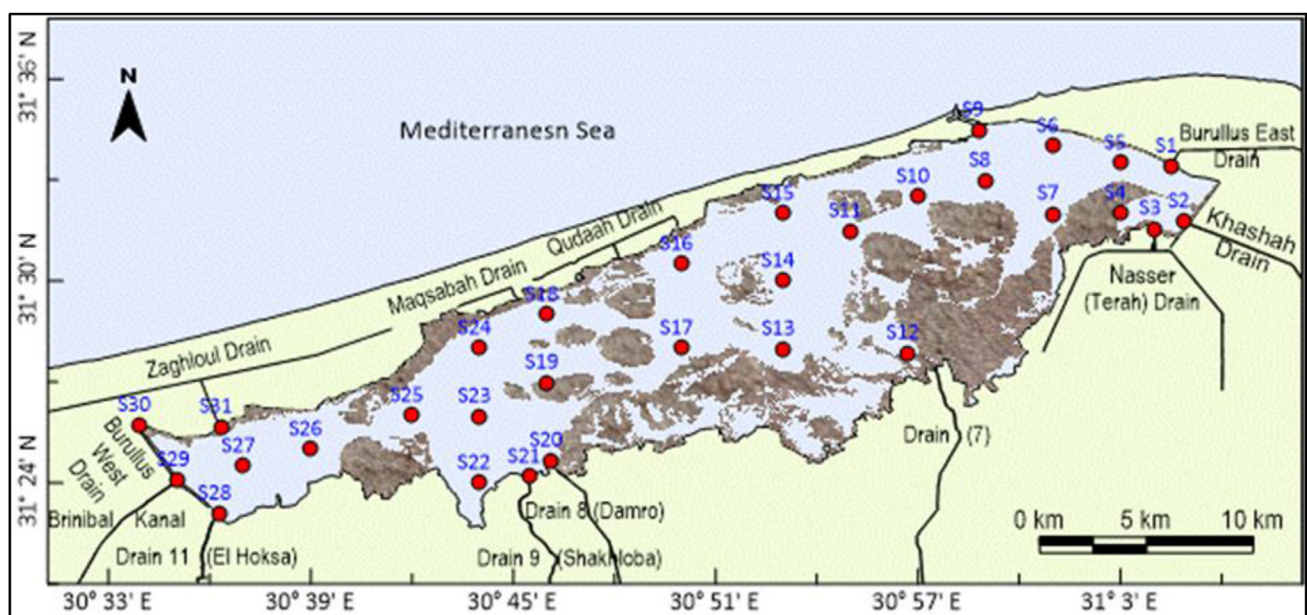 31° 36' N
31° 30' N
31° 24' N
N
Mediterranesn Sea
S9
S6
S5
S1
Burullus East
Drain
S8
S10
S7
S4
S3
S2
Khashah
Drain
Nasser
(Terah) Drain
S15
S11
S16
S14
Qudaah Drain
Maqsabah Drain
Zaghloul Drain
S18
S24
S17
S13
S12
S19
S25
S23
S30
S31
S26
S27
S29
S28
S22
S21
S20
Burullus
West
Drain
Brinibal Kanal
Drain 11 (El Hoksa)
Drain 8 (Damro)
Drain 9 (Shakhloba)
Drain (7)
0 km 5 km 10 km
30° 33' E 30° 39' E 30° 45' E 30° 51' E 30° 57' E 31° 3' E